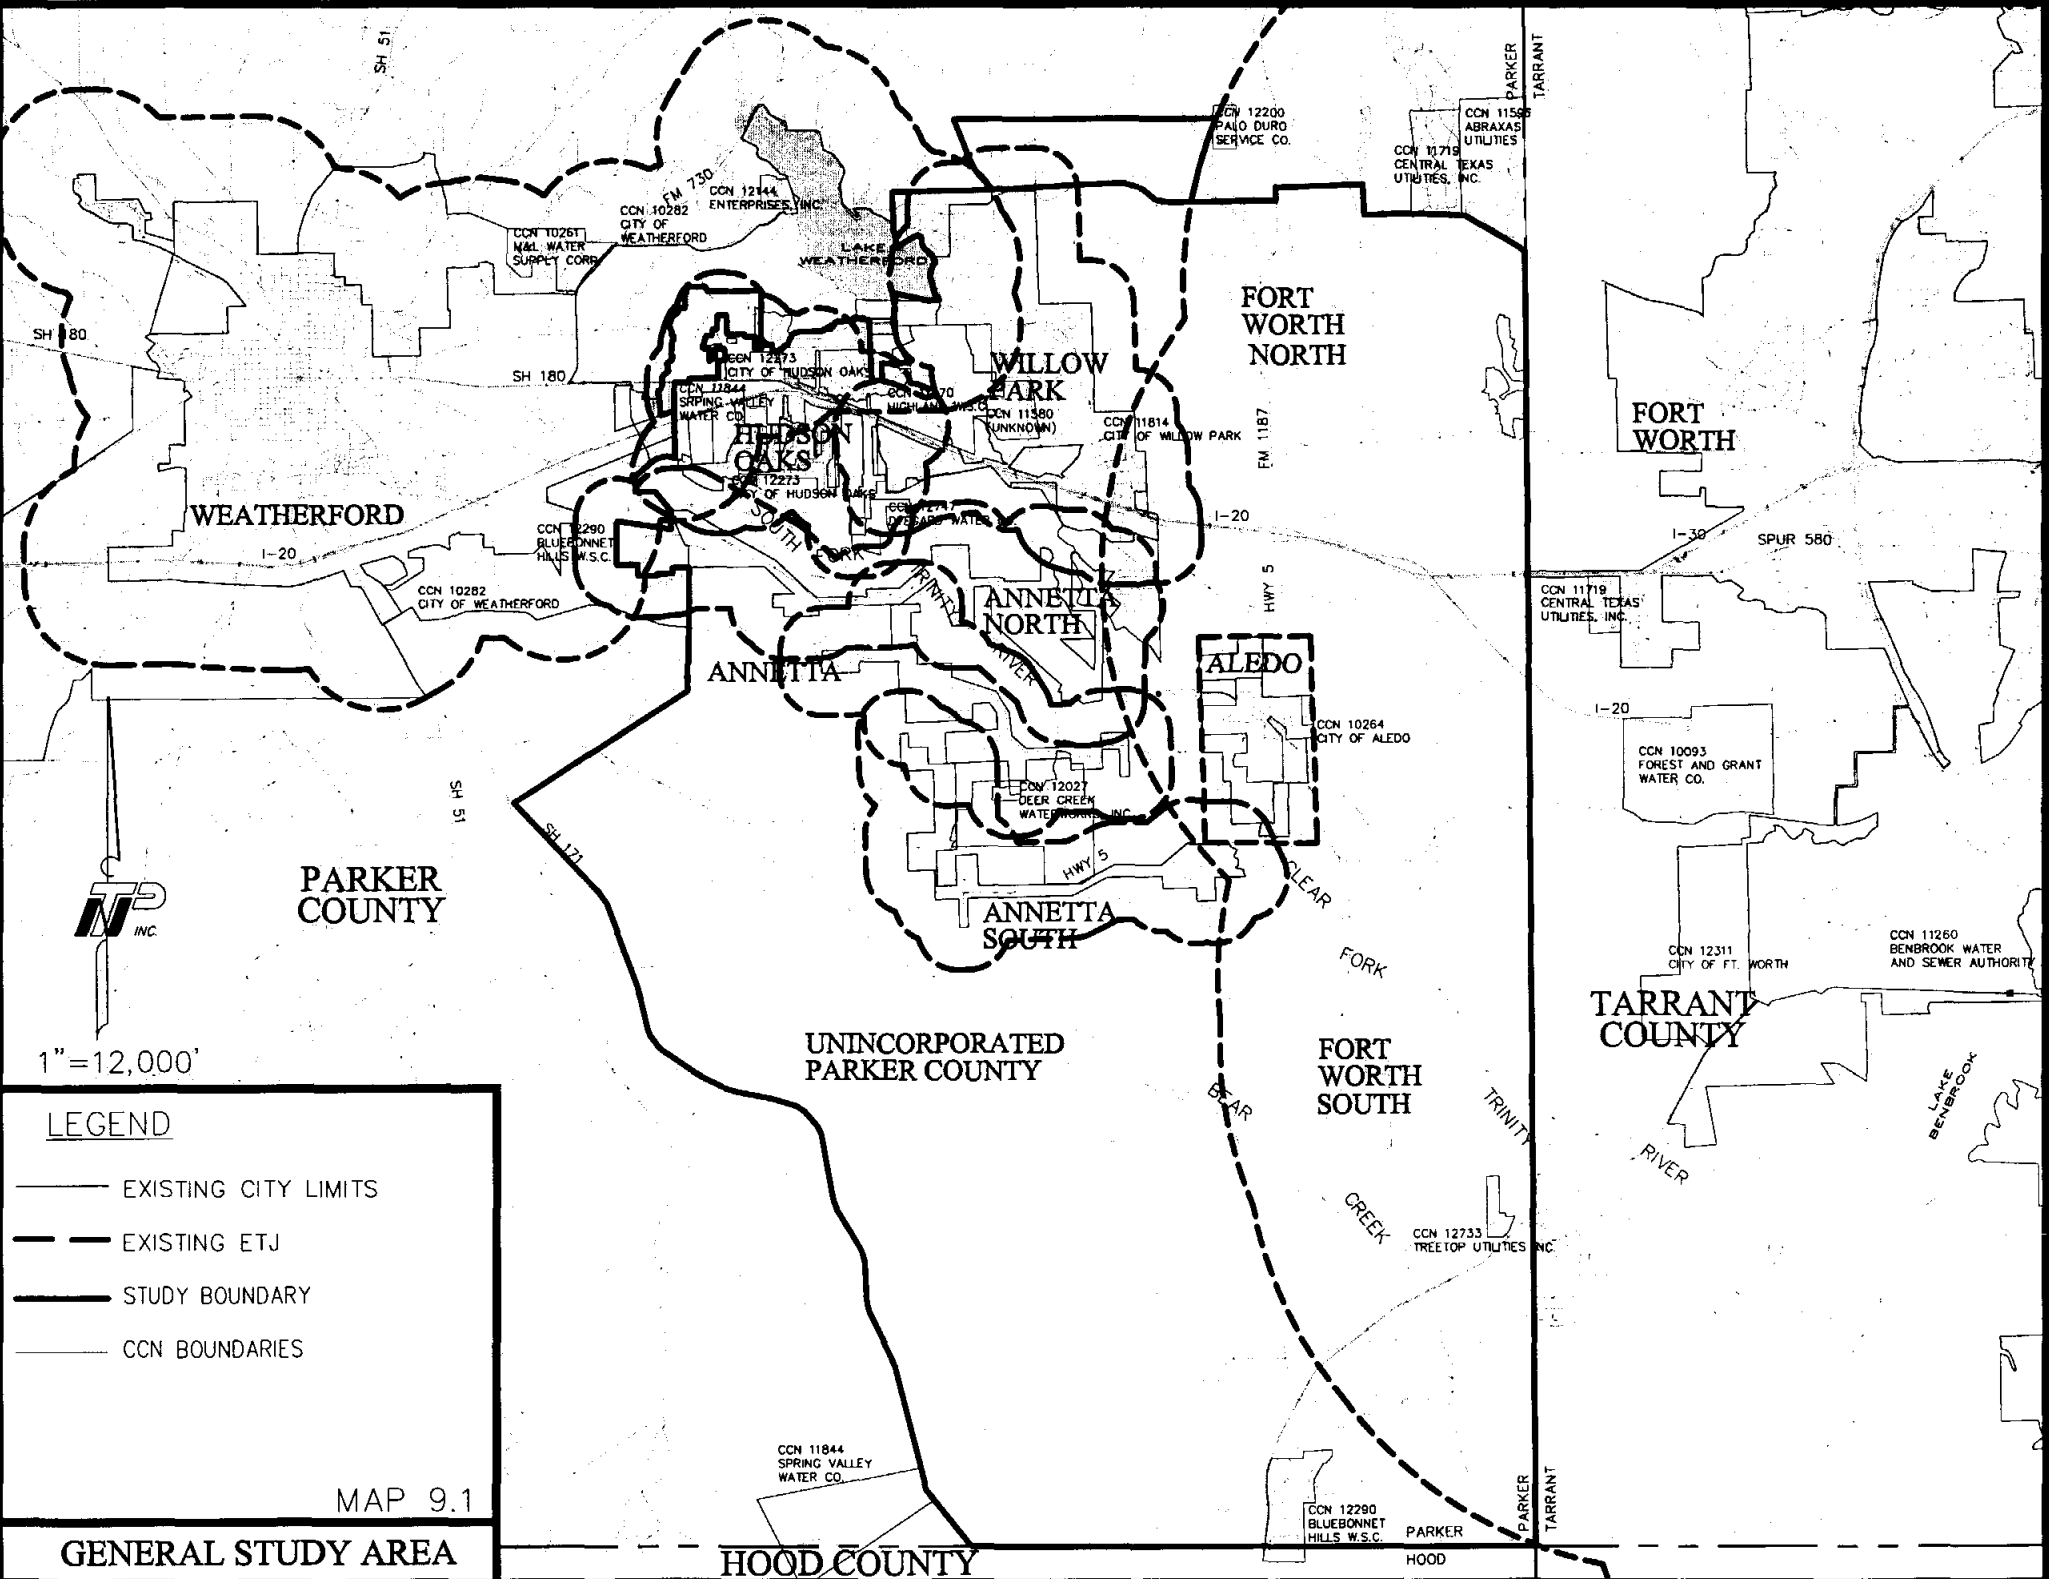 SH 51
PARKER
TARRANT
CCN 12200
PALO DURO
SERVICE CO.
CCN 11719
CENTRAL TEXAS
UTILITIES, INC.
ABRAXAS
UTILITIES
FM 730
CCN 12144
ENTERPRISES, INC
CCN 10282
CITY OF
WEATHERFORD
CCN 10261
M&L WATER
SUPPLY CORP
LAKE
WEATHERFORD
SH 180
SH 180
FORT
WORTH
NORTH
CCN 12273
CITY OF HUDSON OAKS
CCN 11844
SRPING VALLEY
WATER CO
WILLOW
PARK
CCN 11380
(UNKNOWN)
CCN 11814
CITY OF WILLOW PARK
FM 1187
FORT
WORTH
HUDSON
OAKS
12273
CITY OF HUDSON OAKS
WEATHERFORD
I-20
CCN 12290
BLUEBONNET
HILLS W.S.C.
SOUTH
FORK
TRINITY
RIVER
I-20
I-30
SPUR 580
CCN 10282
CITY OF WEATHERFORD
ANNETTA
NORTH
HWY 5
CCN 11719
CENTRAL TEXAS
UTILITIES, INC.
ANNETTA
ALEDO
CCN 10264
CITY OF ALEDO
I-20
CCN 10093
FOREST AND GRANT
WATER CO.
SH 51
SH 171
CCN 12027
DEER CREEK
WATERWORKS, INC.
HWY 5
PARKER
COUNTY
TNP
INC.
ANNETTA
SOUTH
CLEAR
FORK
CCN 12311
CITY OF FT. WORTH
CCN 11260
BENBROOK WATER
AND SEWER AUTHORITY
TARRANT
COUNTY
UNINCORPORATED
PARKER COUNTY
FORT
WORTH
SOUTH
BEAR
CREEK
TRINITY
RIVER
LAKE
BENBROOK
CCN 12733
TREETOP UTILITIES INC.
1"=12,000'
LEGEND
EXISTING CITY LIMITS
EXISTING ETJ
STUDY BOUNDARY
CCN BOUNDARIES
MAP 9.1
GENERAL STUDY AREA
CCN 11844
SPRING VALLEY
WATER CO.
HOOD COUNTY
CCN 12290
BLUEBONNET
HILLS W.S.C.
PARKER
HOOD
PARKER
TARRANT